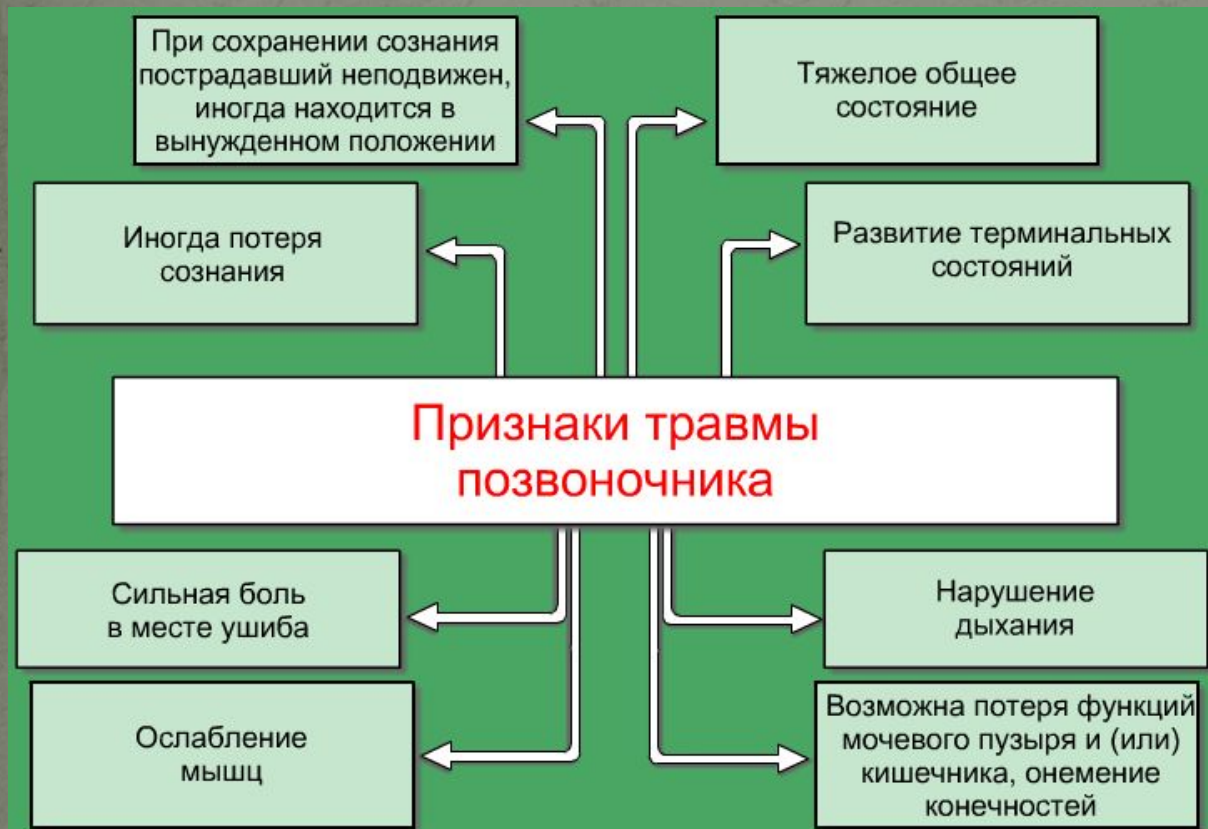 При сохранении сознания
пострадавший неподвижен,
иногда находится в
вынужденном положении
Тяжелое общее
состояние
Иногда потеря
сознания
Развитие терминальных
состояний
Признаки травмы
позвоночника
Сильная боль
в месте ушиба
Нарушение
дыхания
Ослабление
мышц
Возможна потеря функций
мочевого пузыря и (или)
кишечника, онемение
конечностей